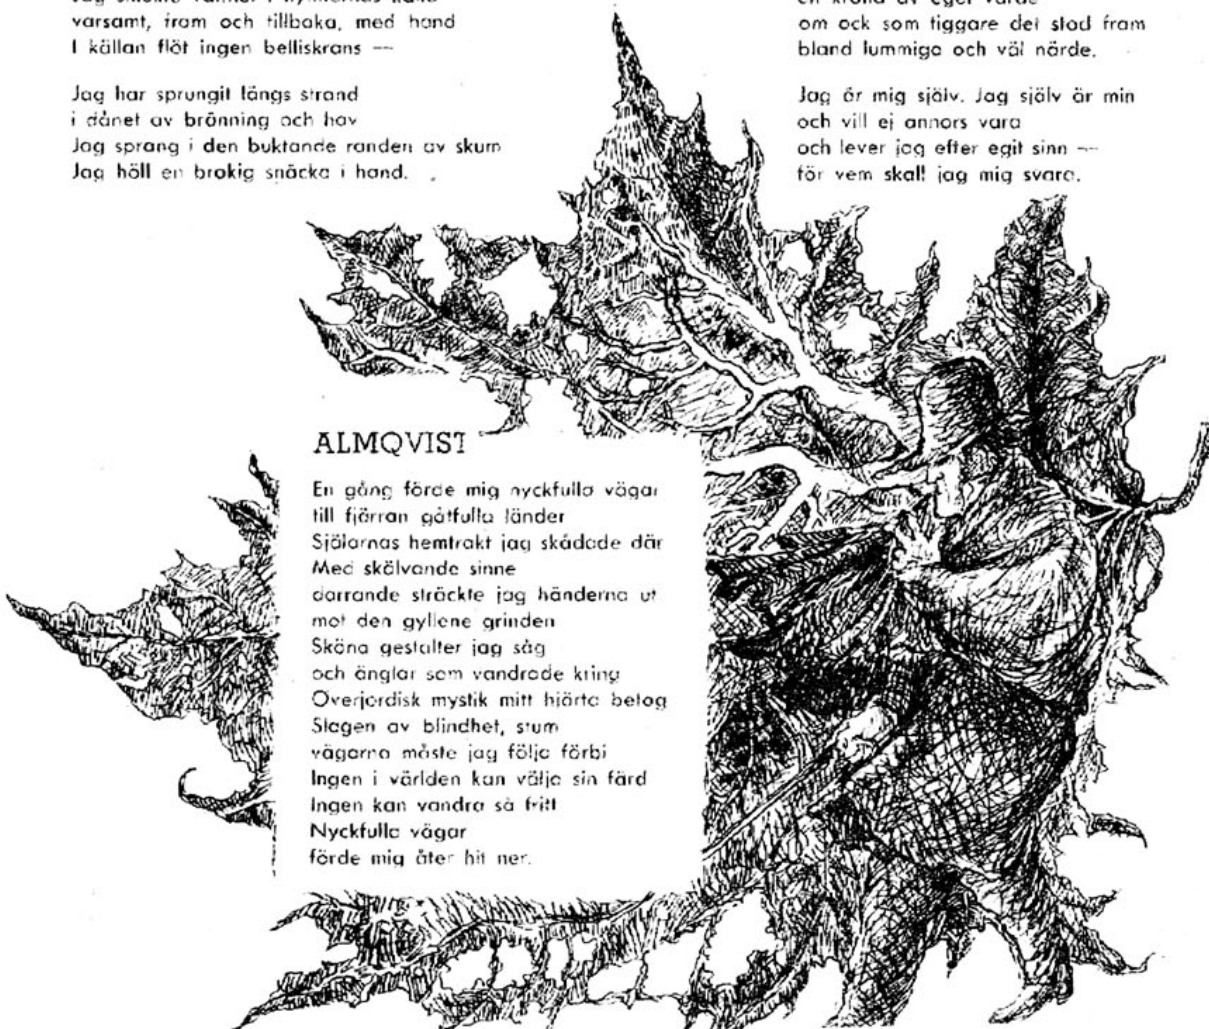 varsamt, fram och tillbaka, med hand
I källan flöt ingen belliskrans —
Jag har sprungit längs strand
i dånet av bränning och hav
Jag sprang i den buktande randen av skum
Jag höll en brokig snäcka i hand.
om ock som tiggare det stod fram
bland lummiga och väl närde.
Jag är mig själv. Jag själv är min
och vill ej annors vara
och lever jag efter egit sinn —
för vem skall jag mig svara.
ALMQVIST
En gång förde mig nyckfulla vägar
till fjärran gåtfulla länder
Själarnas hemtrakt jag skådade där
Med skälvande sinne
darrande sträckte jag händerna ut
mot den gyllene grinden
Sköna gestalter jag såg
och änglar som vandrade kring
Overjordisk mystik mitt hjärta betog
Slagen av blindhet, stum
vägarna måste jag följa förbi
Ingen i världen kan välja sin färd
Ingen kan vandra så fritt
Nyckfulla vägar
förde mig åter hit ner.